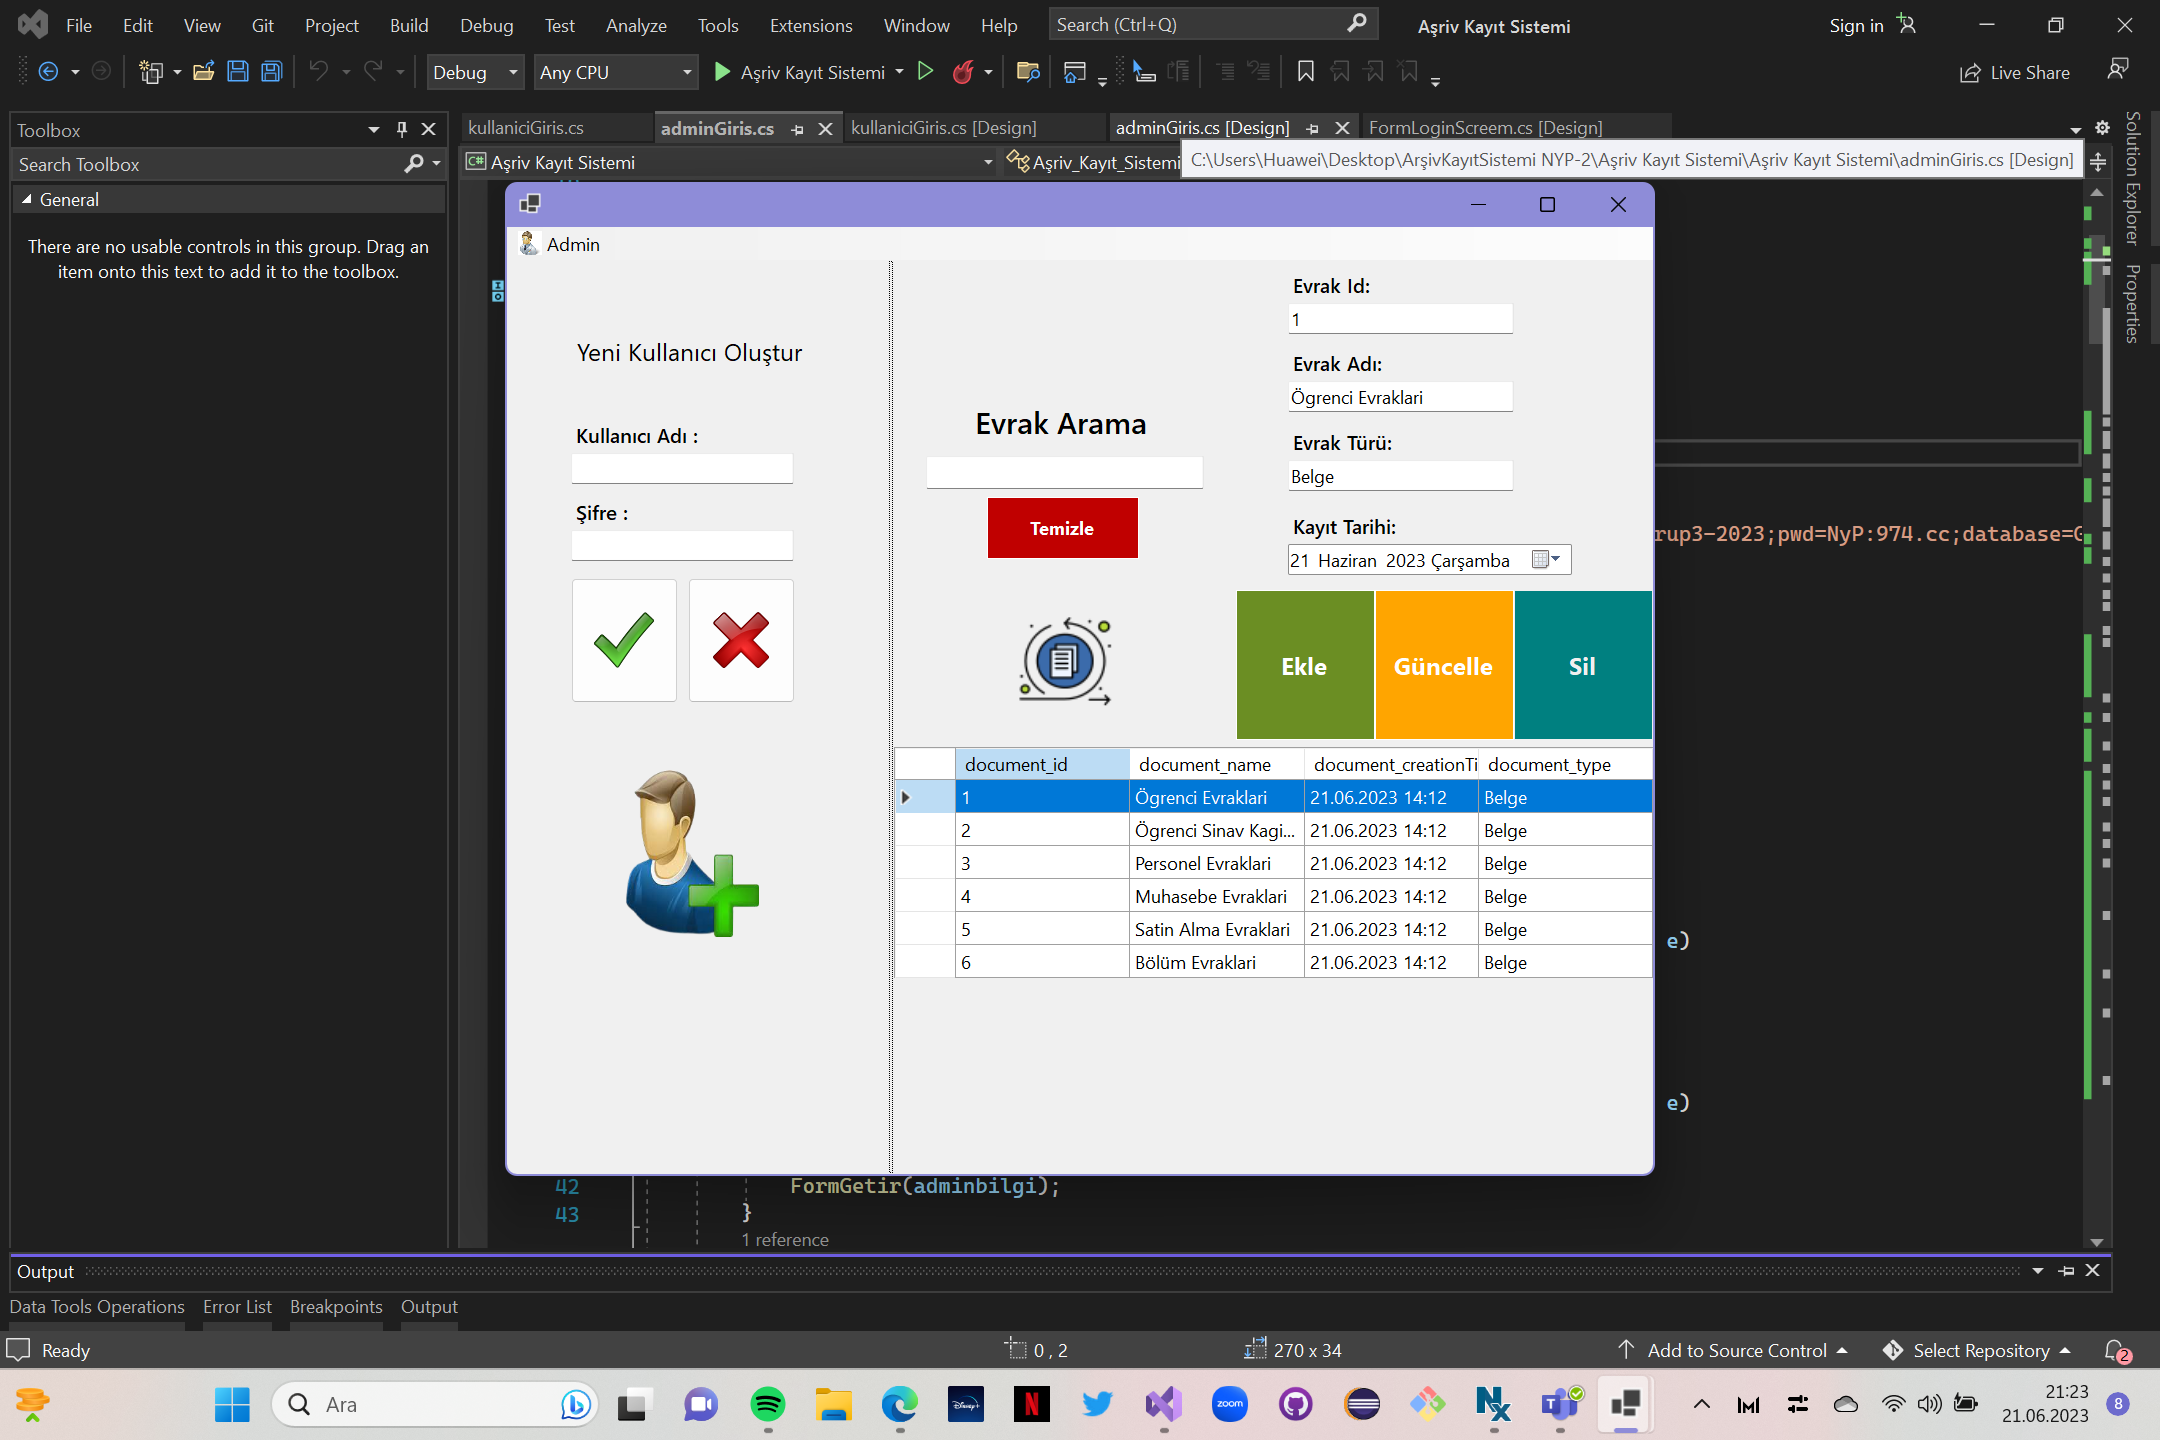 File Edit View Git Project Build Debug Test Analyze Tools Extensions Window Help Search (Ctrl+Q) Aşriv Kayıt Sistemi Sign in
Debug Any CPU Aşriv Kayıt Sistemi Live Share
Toolbox
Search Toolbox
General
There are no usable controls in this group. Drag an
item onto this text to add it to the toolbox.
kullaniciGiris.cs adminGiris.cs kullaniciGiris.cs [Design] adminGiris.cs [Design] FormLoginScreem.cs [Design]
C# Aşriv Kayıt Sistemi Aşriv_Kayıt_Sistemi
C:\Users\Huawei\Desktop\ArşivKayıtSistemi NYP-2\Aşriv Kayıt Sistemi\Aşriv Kayıt Sistemi\adminGiris.cs [Design]
Solution Explorer
Properties
Admin
Yeni Kullanıcı Oluştur
Kullanıcı Adı :
Şifre :
Evrak Arama
Temizle
Evrak Id:
1
Evrak Adı:
Ögrenci Evraklari
Evrak Türü:
Belge
Kayıt Tarihi:
21 Haziran 2023 Çarşamba
Ekle Güncelle Sil
document_id document_name document_creationTi document_type
1 Ögrenci Evraklari 21.06.2023 14:12 Belge
2 Ögrenci Sinav Kagi... 21.06.2023 14:12 Belge
3 Personel Evraklari 21.06.2023 14:12 Belge
4 Muhasebe Evraklari 21.06.2023 14:12 Belge
5 Satin Alma Evraklari 21.06.2023 14:12 Belge
6 Bölüm Evraklari 21.06.2023 14:12 Belge
rup3-2023;pwd=NyP:974.cc;database=G
e)
e)
42 FormGetir(adminbilgi);
43 }
1 reference
Output
Data Tools Operations Error List Breakpoints Output
Ready 0 , 2 270 x 34 Add to Source Control Select Repository 2
Ara zoom 21:23
21.06.2023 8